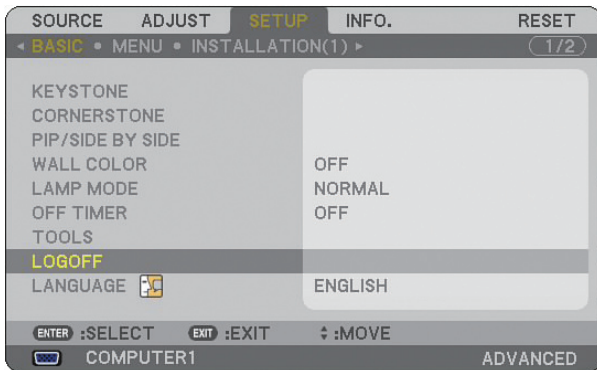 SOURCE ADJUST SETUP INFO. RESET
◂ BASIC • MENU • INSTALLATION(1) ▸ 1/2
KEYSTONE
CORNERSTONE
PIP/SIDE BY SIDE
WALL COLOR OFF
LAMP MODE NORMAL
OFF TIMER OFF
TOOLS
LOGOFF
LANGUAGE ENGLISH
ENTER :SELECT EXIT :EXIT :MOVE
COMPUTER1 ADVANCED